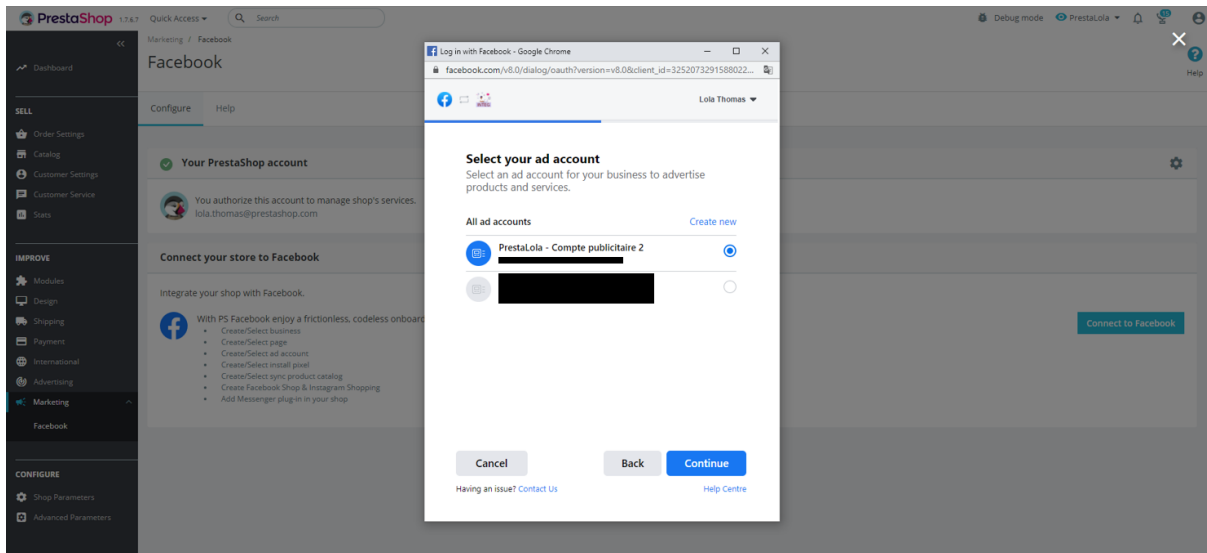 PrestaShop 1.7.6.7 Quick Access Search Debug mode PrestaLola
Marketing / Facebook
Facebook
Help
Configure Help
Dashboard
SELL
Order Settings
Catalog
Customer Settings
Customer Service
Stats
IMPROVE
Modules
Design
Shipping
Payment
International
Advertising
Marketing
Facebook
CONFIGURE
Shop Parameters
Advanced Parameters
Your PrestaShop account
You authorize this account to manage shop's services.
lola.thomas@prestashop.com
Connect your store to Facebook
Integrate your shop with Facebook.
With PS Facebook enjoy a frictionless, codeless onboar
Create/Select business
Create/Select page
Create/Select ad account
Create/Select install pixel
Create/Select sync product catalog
Create Facebook Shop & Instagram Shopping
Add Messenger plug-in in your shop
Connect to Facebook
Log in with Facebook - Google Chrome
facebook.com/v8.0/dialog/oauth?version=v8.0&client_id=3252073291588022...
Lola Thomas
Select your ad account
Select an ad account for your business to advertise
products and services.
All ad accounts Create new
PrestaLola - Compte publicitaire 2
Cancel Back Continue
Having an issue? Contact Us Help Centre